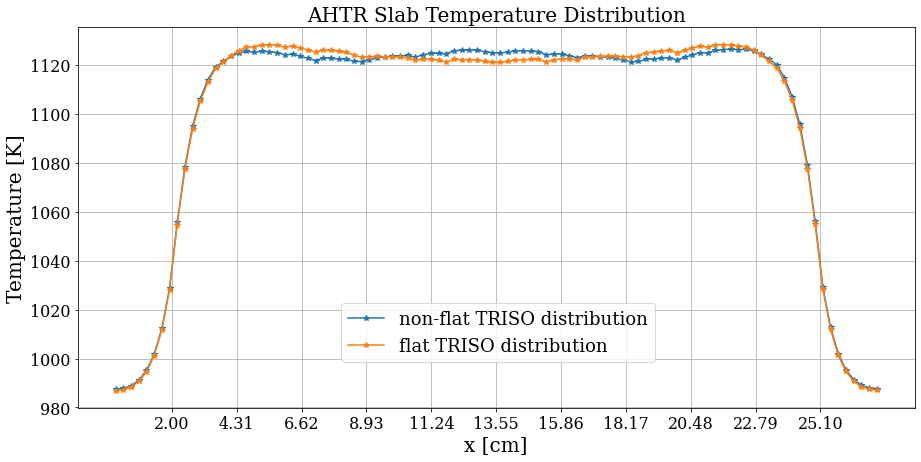 AHTR Slab Temperature Distribution
Temperature [K]
1120
1100
1080
1060
1040
1020
1000
980
non-flat TRISO distribution
flat TRISO distribution
2.00 4.31 6.62 8.93 11.24 13.55 15.86 18.17 20.48 22.79 25.10
x [cm]